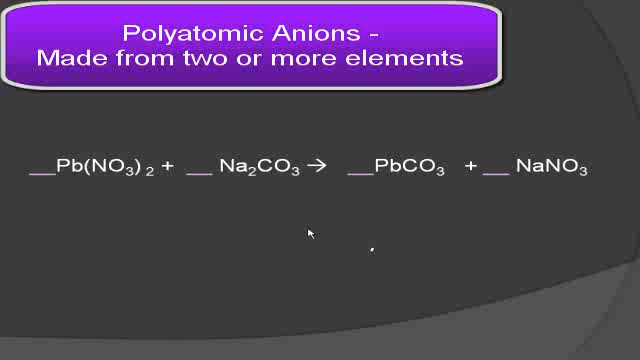 Polyatomic Anions -
Made from two or more elements
__Pb(NO₃)₂ + __ Na₂CO₃ → __PbCO₃ + __ NaNO₃